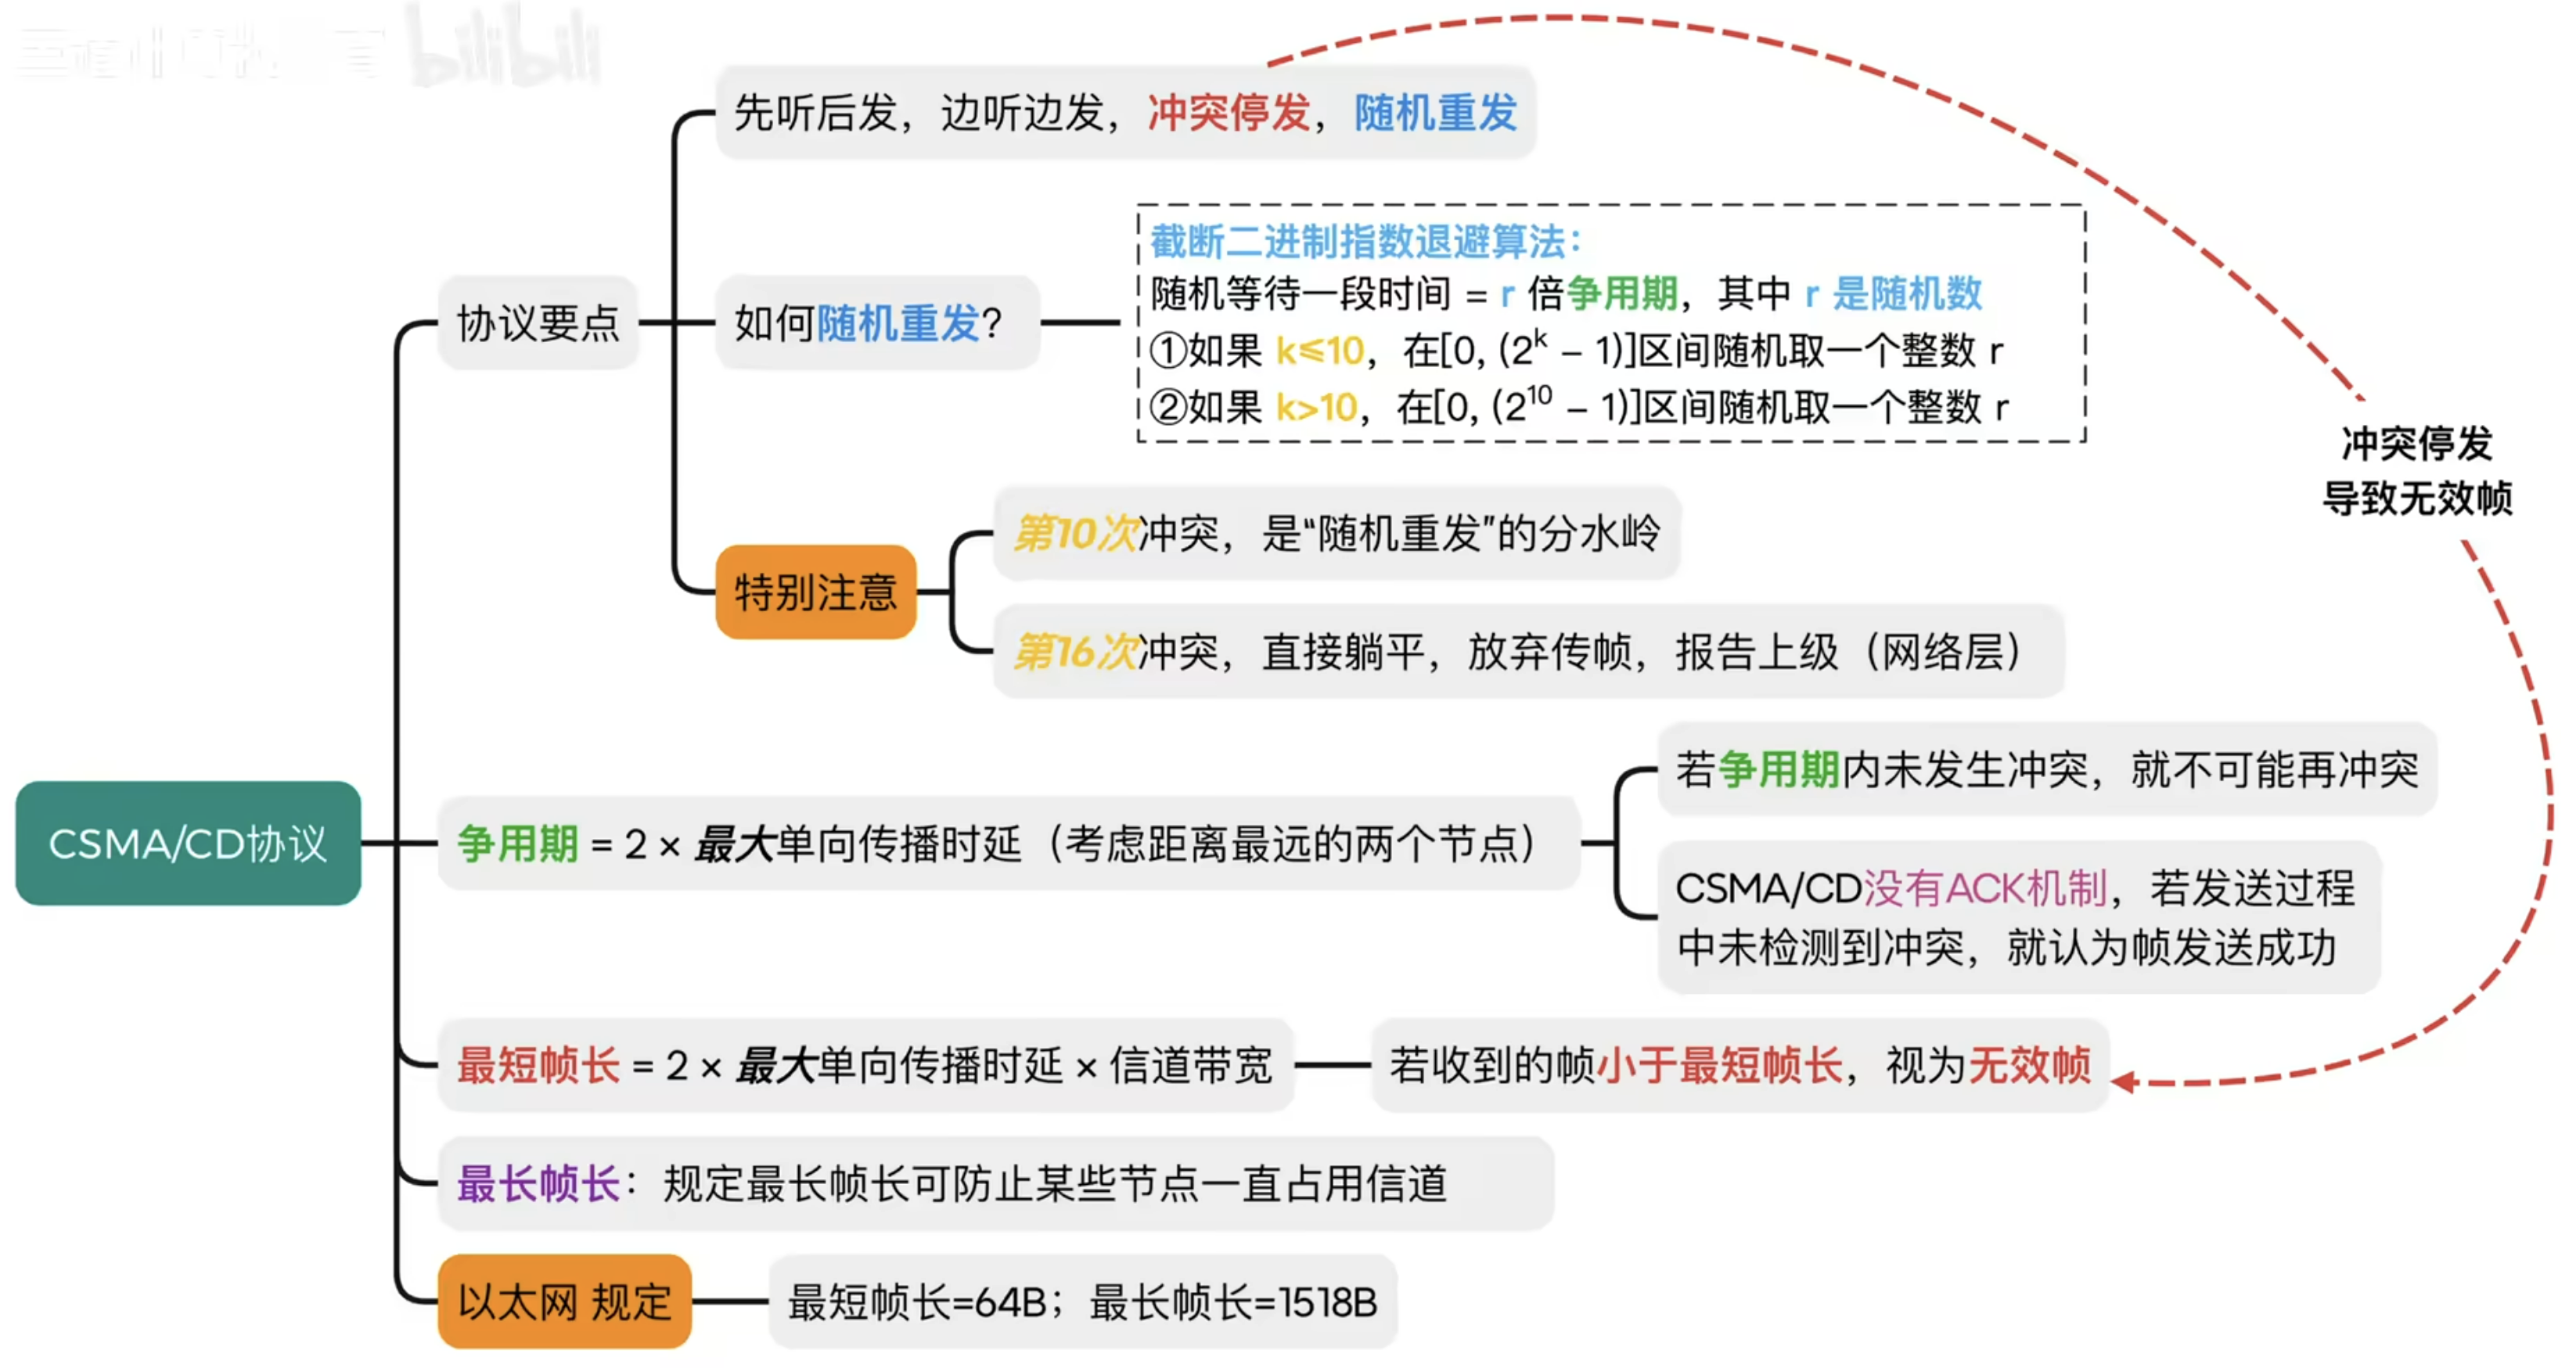 bilibili
先听后发，边听边发，冲突停发，随机重发
截断二进制指数退避算法：
随机等待一段时间 = r 倍争用期，其中 r 是随机数
①如果 k≤10，在[0, (2ᵏ – 1)]区间随机取一个整数 r
②如果 k>10，在[0, (2¹⁰ – 1)]区间随机取一个整数 r
协议要点
如何随机重发？
冲突停发
导致无效帧
第10次冲突，是“随机重发”的分水岭
特别注意
第16次冲突，直接躺平，放弃传帧，报告上级（网络层）
若争用期内未发生冲突，就不可能再冲突
CSMA/CD协议
争用期 = 2 × 最大单向传播时延（考虑距离最远的两个节点）
CSMA/CD没有ACK机制，若发送过程
中未检测到冲突，就认为帧发送成功
最短帧长 = 2 × 最大单向传播时延 × 信道带宽
若收到的帧小于最短帧长，视为无效帧
最长帧长：规定最长帧长可防止某些节点一直占用信道
以太网 规定
最短帧长=64B；最长帧长=1518B